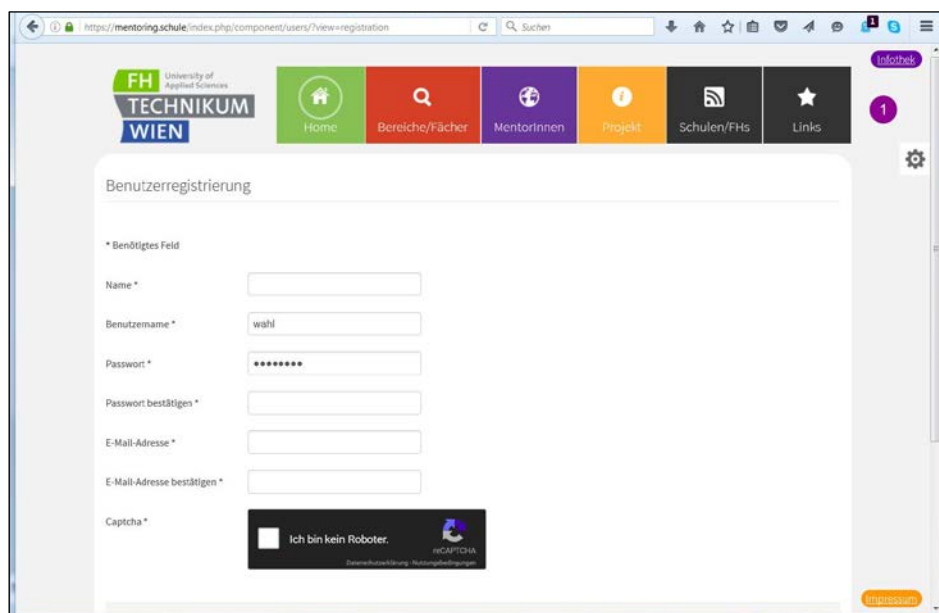 https://mentoring.schule/index.php/component/users/?view=registration
Suchen
1
Infothek
FH University of
Applied Sciences
TECHNIKUM
WIEN
Home
Bereiche/Fächer
MentorInnen
Projekt
Schulen/FHs
Links
1
Benutzerregistrierung
* Benötigtes Feld
Name *
Benutzername * wahl
Passwort * ••••••••
Passwort bestätigen *
E-Mail-Adresse *
E-Mail-Adresse bestätigen *
Captcha *
Ich bin kein Roboter.
reCAPTCHA
Datenschutzerklärung - Nutzungsbedingungen
Impressum